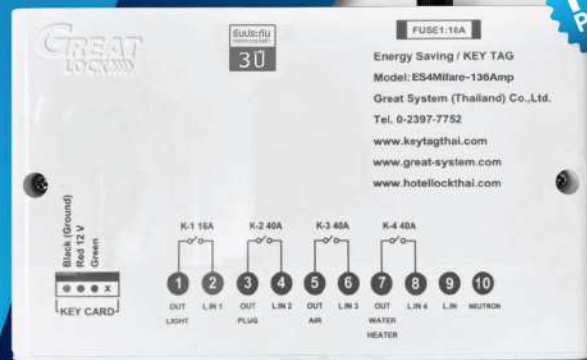 GREAT
LOCK
รับประกัน
3 ปี
FUSE1:16A
Energy Saving / KEY TAG
Model: ES4Mifare-136Amp
Great System (Thailand) Co.,Ltd.
Tel. 0-2397-7752
www.keytagthai.com
www.great-system.com
www.hotellockthai.com
Black (Ground)
Red 12 V
Green
X
KEY CARD
K-1 16A K-2 40A K-3 40A K-4 40A
1 2 3 4 5 6 7 8 9 10
OUT L.IN 1 OUT L.IN 2 OUT L.IN 3 OUT L.IN 4 L.IN NEUTRON
LIGHT PLUG AIR WATER
HEATER